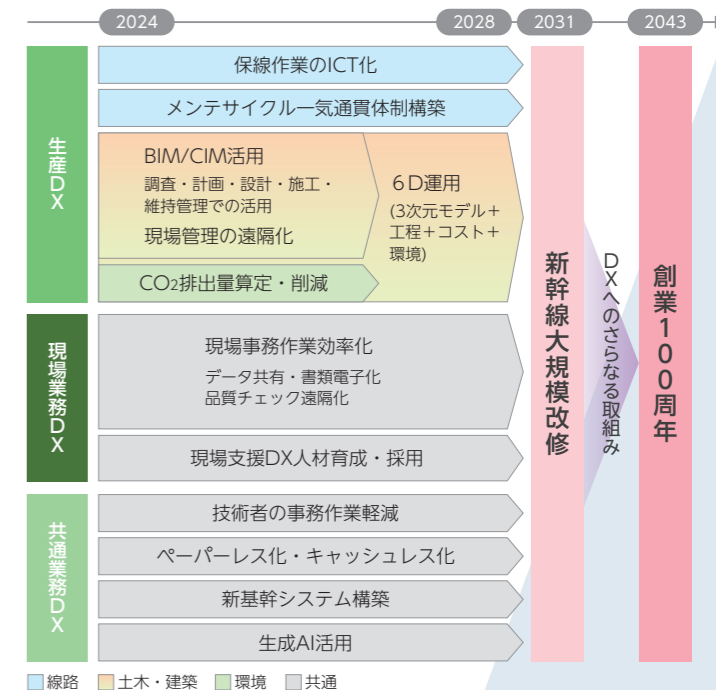 2024
2028
2031
2043
生産DX
保線作業のICT化
メンテサイクル一気通貫体制構築
BIM/CIM活用
調査・計画・設計・施工・
維持管理での活用
現場管理の遠隔化
CO2排出量算定・削減
6D運用
(3次元モデル＋
工程＋コスト＋
環境)
現場業務DX
現場事務作業効率化
データ共有・書類電子化
品質チェック遠隔化
現場支援DX人材育成・採用
共通業務DX
技術者の事務作業軽減
ペーパーレス化・キャッシュレス化
新基幹システム構築
生成AI活用
新幹線大規模改修
DXへのさらなる取組み
創業100周年
線路
土木・建築
環境
共通